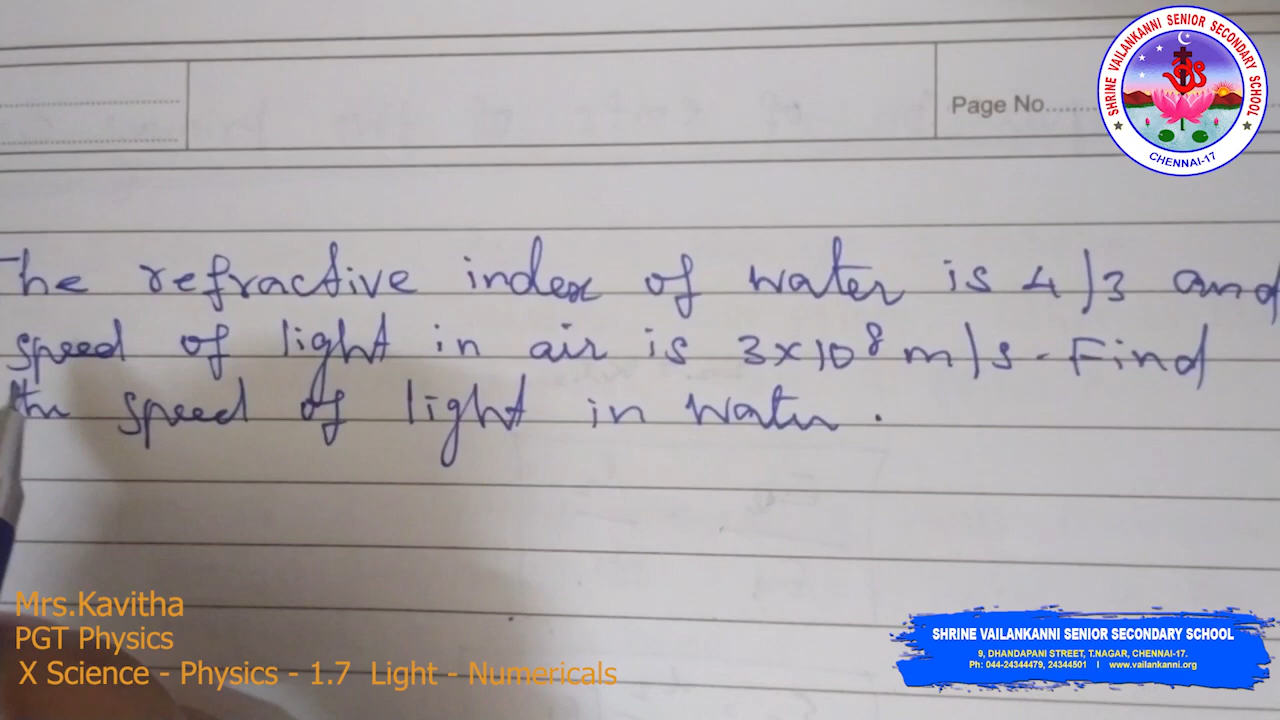 Page No.......
SHRINE VAILANKANNI SENIOR SECONDARY SCHOOL
CHENNAI-17
The refractive index of water is 4/3 and
speed of light in air is 3×10⁸ m/s. Find
the speed of light in water.
Mrs.Kavitha
PGT Physics
X Science - Physics - 1.7 Light - Numericals
SHRINE VAILANKANNI SENIOR SECONDARY SCHOOL
9, DHANDAPANI STREET, T.NAGAR, CHENNAI-17.
Ph: 044-24344479, 24344501 I www.vailankanni.org